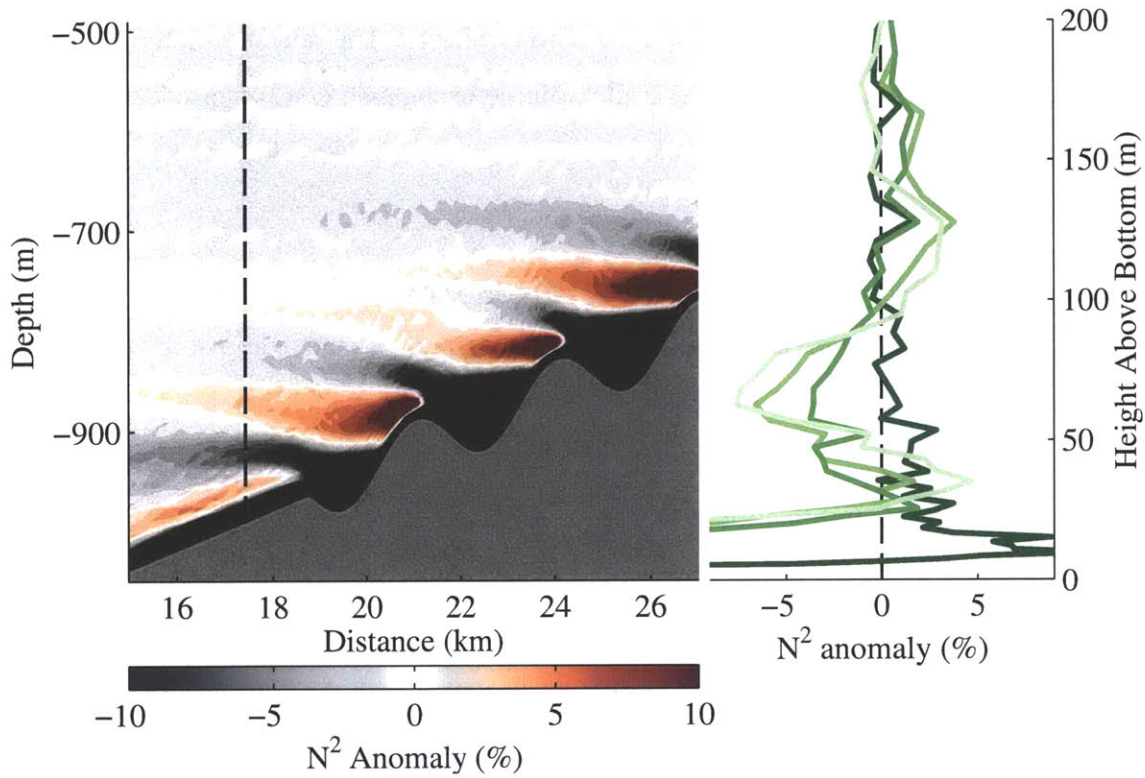 −500
−700
−900
Depth (m)
16 18 20 22 24 26
Distance (km)
−10 −5 0 5 10
N² Anomaly (%)
200
150
100
50
0
Height Above Bottom (m)
−5 0 5
N² anomaly (%)